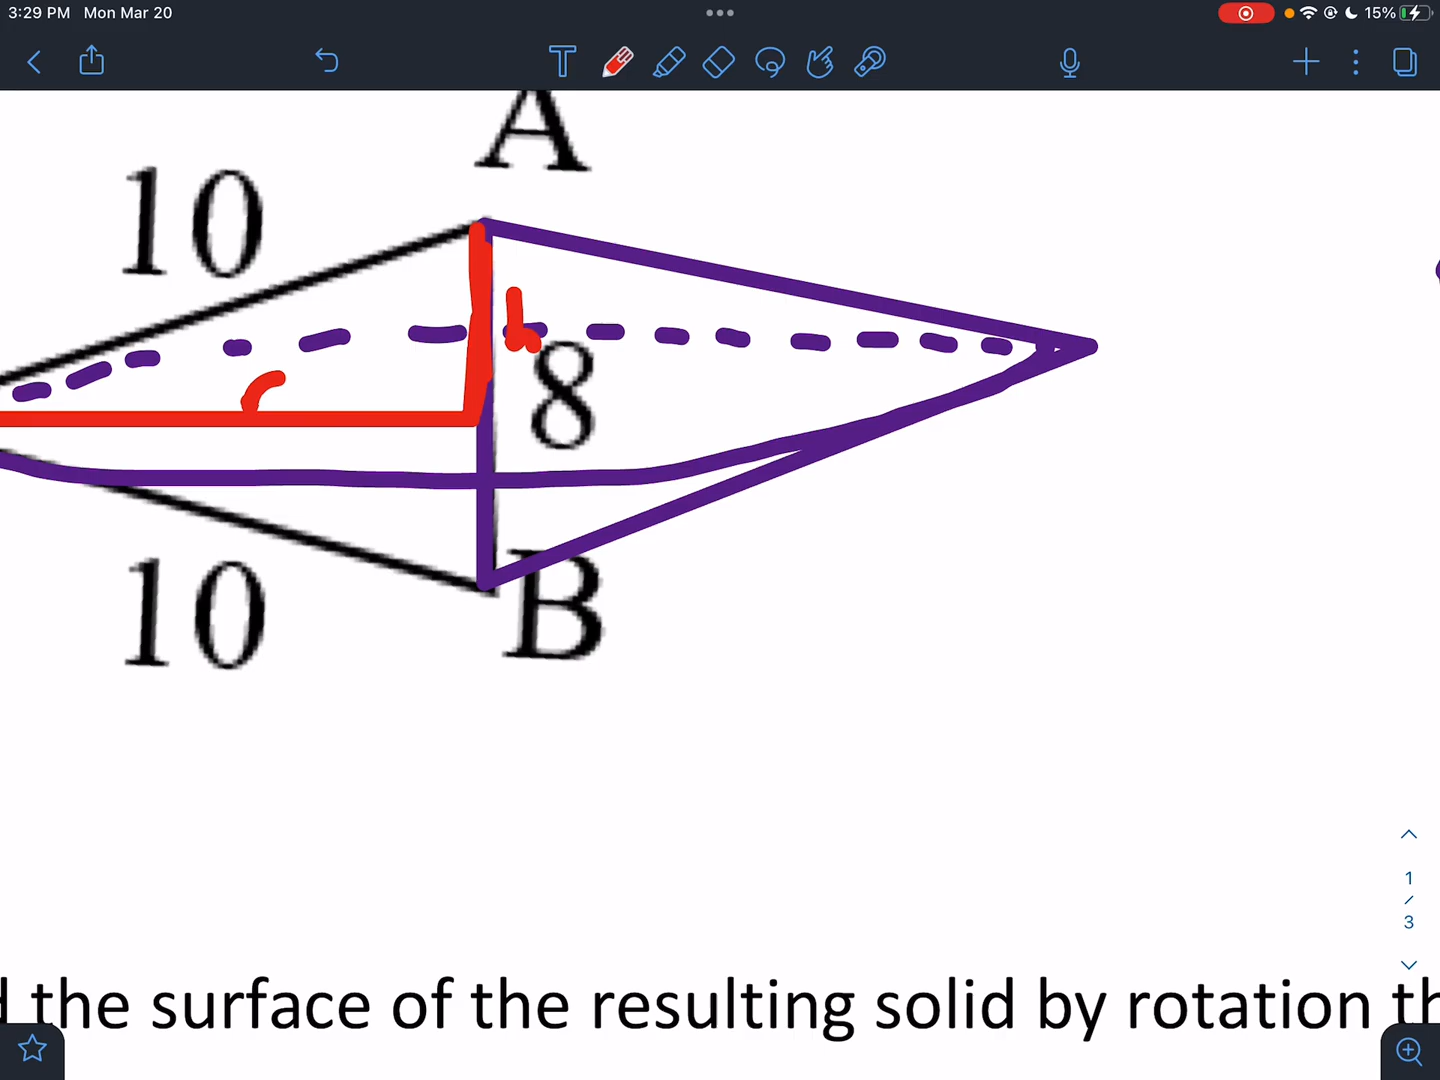 3:29 PM Mon Mar 20
15%
T
A
10
r
h
8
10
B
1
/
3
the surface of the resulting solid by rotation